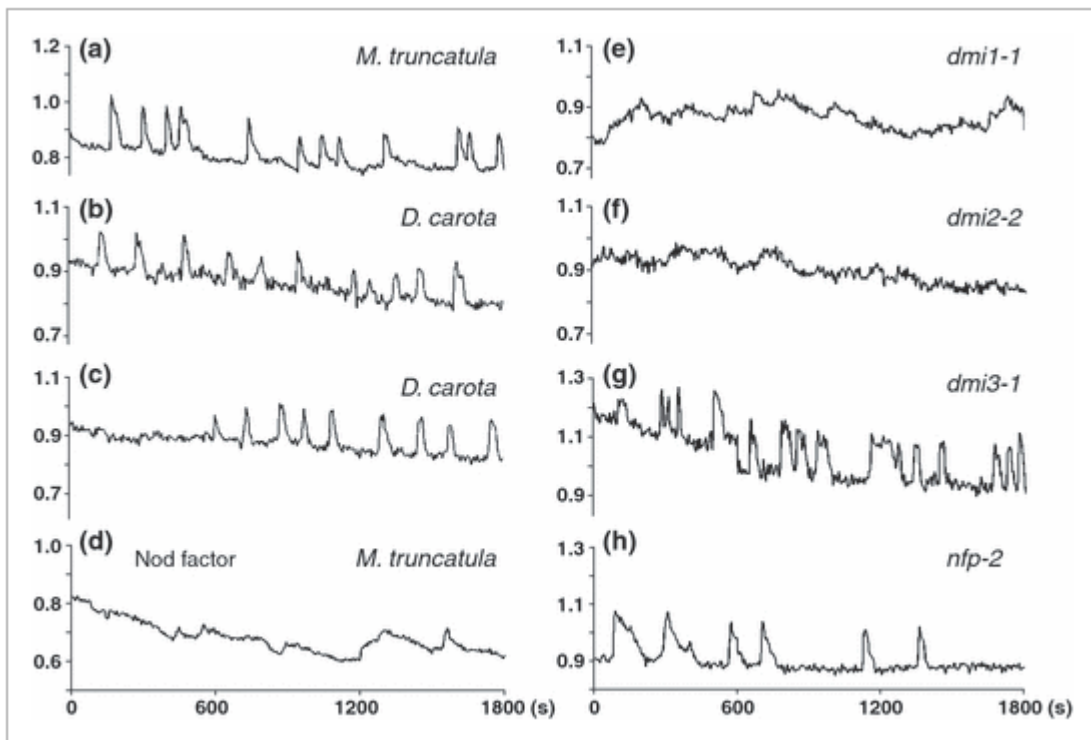 (a) M. truncatula
1.2
1.0
0.8
(b) D. carota
1.1
0.9
0.7
(c) D. carota
1.1
0.9
0.7
(d) Nod factor M. truncatula
1.0
0.8
0.6
0 600 1200 1800 (s)
(e) dmi1-1
1.1
0.9
0.7
(f) dmi2-2
1.1
0.9
0.7
(g) dmi3-1
1.3
1.1
0.9
(h) nfp-2
1.3
1.1
0.9
0 600 1200 1800 (s)